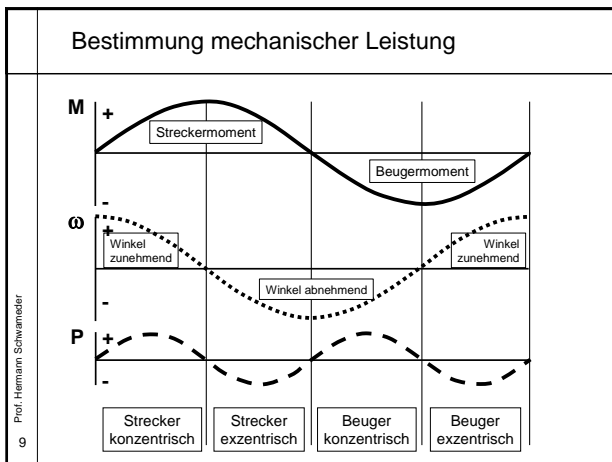 Bestimmung mechanischer Leistung
M
+
Streckermoment
Beugermoment
-
ω
+
Winkel
zunehmend
Winkel
zunehmend
Winkel abnehmend
-
P
+
-
Strecker
konzentrisch
Strecker
exzentrisch
Beuger
konzentrisch
Beuger
exzentrisch
Prof. Hermann Schwameder
9